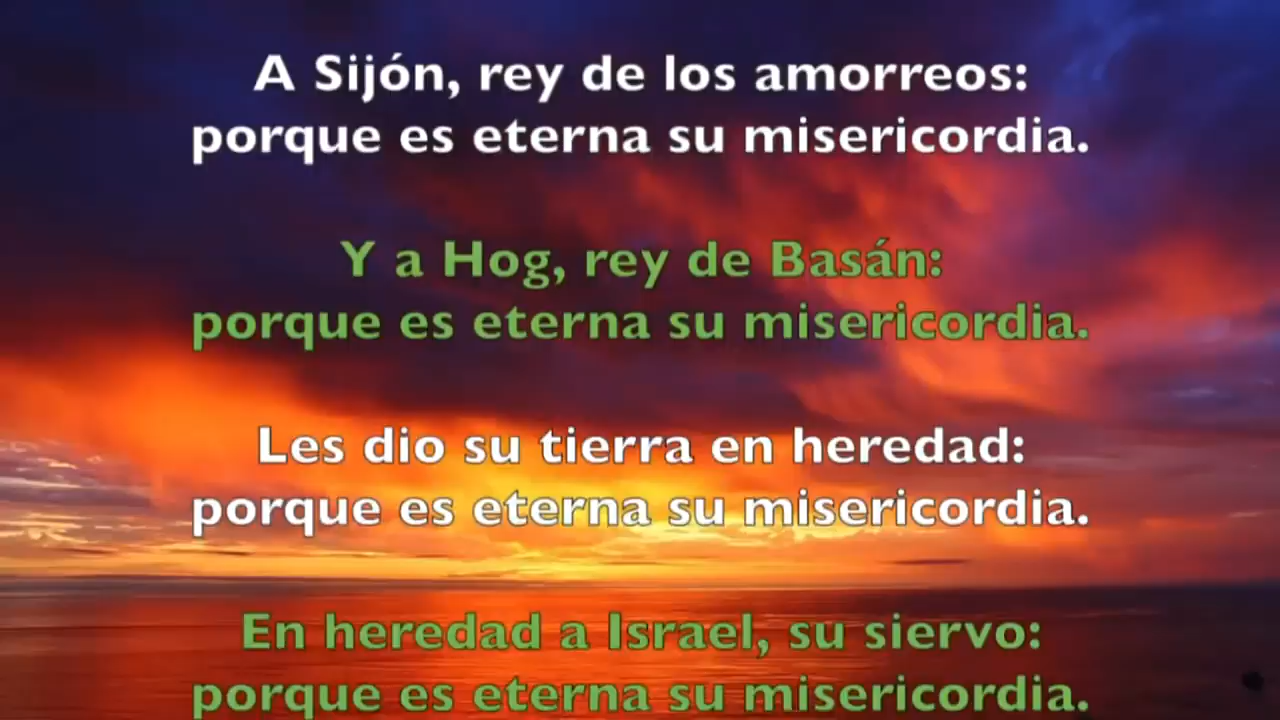 A Sijón, rey de los amorreos:
porque es eterna su misericordia.
Y a Hog, rey de Basán:
porque es eterna su misericordia.
Les dio su tierra en heredad:
porque es eterna su misericordia.
En heredad a Israel, su siervo:
porque es eterna su misericordia.